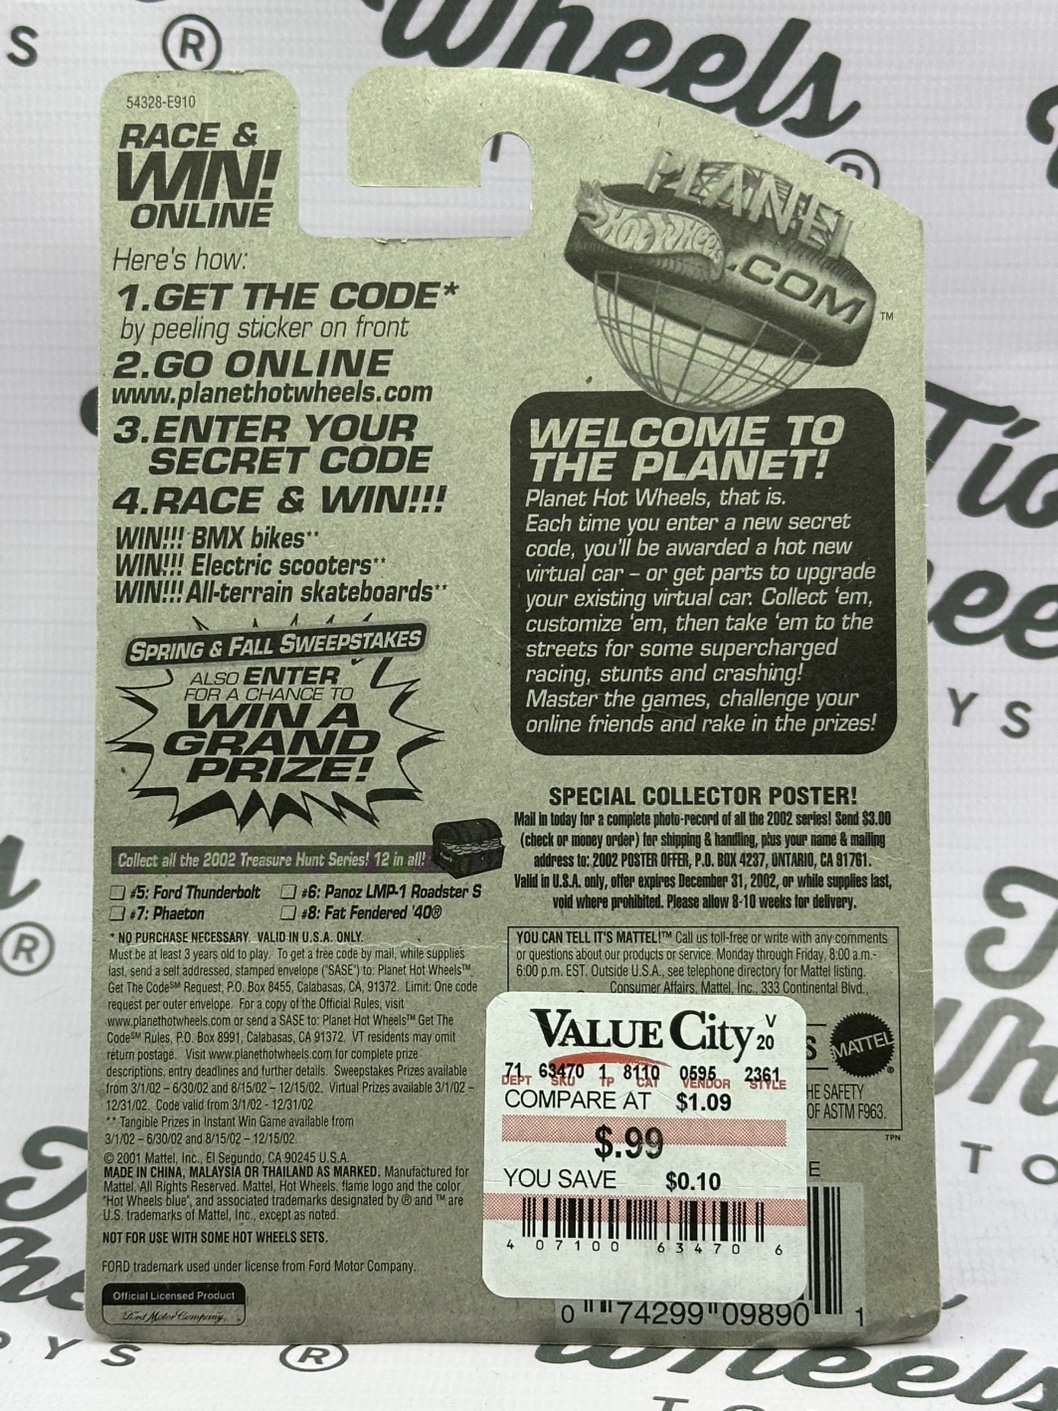 54328-E910
RACE &
WIN!
ONLINE
Here's how:
1.GET THE CODE*
by peeling sticker on front
2.GO ONLINE
www.planethotwheels.com
3.ENTER YOUR
SECRET CODE
4.RACE & WIN!!!
WIN!!! BMX bikes**
WIN!!! Electric scooters**
WIN!!! All-terrain skateboards**
SPRING & FALL SWEEPSTAKES
ALSO ENTER
FOR A CHANCE TO
WIN A
GRAND
PRIZE!
Collect all the 2002 Treasure Hunt Series! 12 in all!
#5: Ford Thunderbolt
#6: Panoz LMP-1 Roadster S
#7: Phaeton
#8: Fat Fendered '40®
* NO PURCHASE NECESSARY. VALID IN U.S.A. ONLY.
Must be at least 3 years old to play. To get a free code by mail, while supplies
last, send a self addressed, stamped envelope ("SASE") to: Planet Hot Wheels™
Get The Code℠ Request, P.O. Box 8455, Calabasas, CA, 91372. Limit: One code
request per outer envelope. For a copy of the Official Rules, visit
www.planethotwheels.com or send a SASE to: Planet Hot Wheels™ Get The
Code℠ Rules, P.O. Box 8991, Calabasas, CA 91372. VT residents may omit
return postage. Visit www.planethotwheels.com for complete prize
descriptions, entry deadlines and further details. Sweepstakes Prizes available
from 3/1/02 – 6/30/02 and 8/15/02 – 12/15/02. Virtual Prizes available 3/1/02 –
12/31/02. Code valid from 3/1/02 - 12/31/02.
** Tangible Prizes in Instant Win Game available from
3/1/02 – 6/30/02 and 8/15/02 – 12/15/02.
© 2001 Mattel, Inc., El Segundo, CA 90245 U.S.A.
MADE IN CHINA, MALAYSIA OR THAILAND AS MARKED. Manufactured for
Mattel. All Rights Reserved. Mattel, Hot Wheels, flame logo and the color
"Hot Wheels blue", and associated trademarks designated by ® and ™ are
U.S. trademarks of Mattel, Inc., except as noted.
NOT FOR USE WITH SOME HOT WHEELS SETS.
FORD trademark used under license from Ford Motor Company.
Official Licensed Product
Ford Motor Company
PLANET
HOT WHEELS
.COM
™
WELCOME TO
THE PLANET!
Planet Hot Wheels, that is.
Each time you enter a new secret
code, you'll be awarded a hot new
virtual car – or get parts to upgrade
your existing virtual car. Collect 'em,
customize 'em, then take 'em to the
streets for some supercharged
racing, stunts and crashing!
Master the games, challenge your
online friends and rake in the prizes!
SPECIAL COLLECTOR POSTER!
Mail in today for a complete photo-record of all the 2002 series! Send $3.00
(check or money order) for shipping & handling, plus your name & mailing
address to: 2002 POSTER OFFER, P.O. BOX 4237, ONTARIO, CA 91761.
Valid in U.S.A. only, offer expires December 31, 2002, or while supplies last,
void where prohibited. Please allow 8-10 weeks for delivery.
YOU CAN TELL IT'S MATTEL!™ Call us toll-free or write with any comments
or questions about our products or service. Monday through Friday, 8:00 a.m.-
6:00 p.m. EST. Outside U.S.A., see telephone directory for Mattel listing.
Consumer Affairs, Mattel, Inc., 333 Continental Blvd.,
S
MATTEL
®
HE SAFETY
OF ASTM F963.
TPN
E
VALUE City
V
20
71 63470 1 8110 0595 2361
DEPT SKU TP CAT VENDOR STYLE
COMPARE AT $1.09
$.99
YOU SAVE $0.10
4 07100 63470 6
0 74299 09890 1
Wheels
S ®
®
Tio
ee
YS
®
Wh
TO
YS
®
Wheels
TO